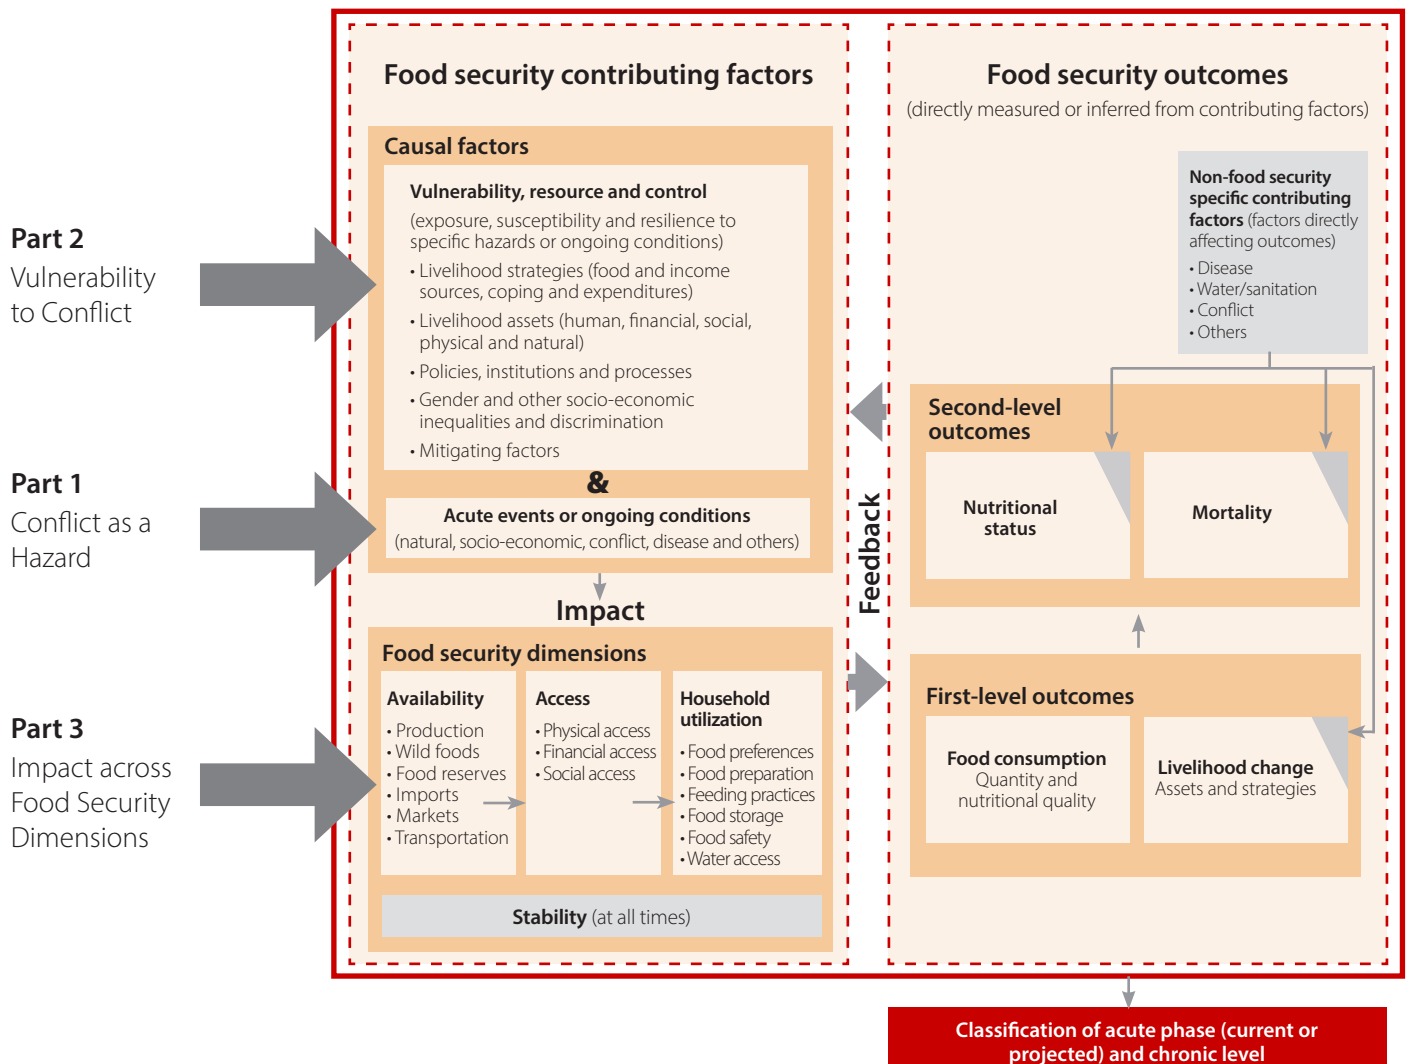 Part 2
Vulnerability
to Conflict
Part 1
Conflict as a
Hazard
Part 3
Impact across
Food Security
Dimensions
Food security contributing factors
Causal factors
Vulnerability, resource and control
(exposure, susceptibility and resilience to
specific hazards or ongoing conditions)
• Livelihood strategies (food and income
sources, coping and expenditures)
• Livelihood assets (human, financial, social,
physical and natural)
• Policies, institutions and processes
• Gender and other socio-economic
inequalities and discrimination
• Mitigating factors
&
Acute events or ongoing conditions
(natural, socio-economic, conflict, disease and others)
Impact
Food security dimensions
Availability
• Production
• Wild foods
• Food reserves
• Imports
• Markets
• Transportation
Access
• Physical access
• Financial access
• Social access
Household
utilization
• Food preferences
• Food preparation
• Feeding practices
• Food storage
• Food safety
• Water access
Stability (at all times)
Feedback
Food security outcomes
(directly measured or inferred from contributing factors)
Non-food security
specific contributing
factors (factors directly
affecting outcomes)
• Disease
• Water/sanitation
• Conflict
• Others
Second-level
outcomes
Nutritional
status
Mortality
First-level outcomes
Food consumption
Quantity and
nutritional quality
Livelihood change
Assets and strategies
Classification of acute phase (current or
projected) and chronic level